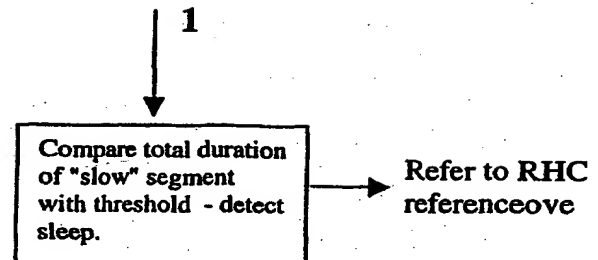 1
Compare total duration
of "slow" segment
with threshold - detect
sleep.
Refer to RHC
referenceove